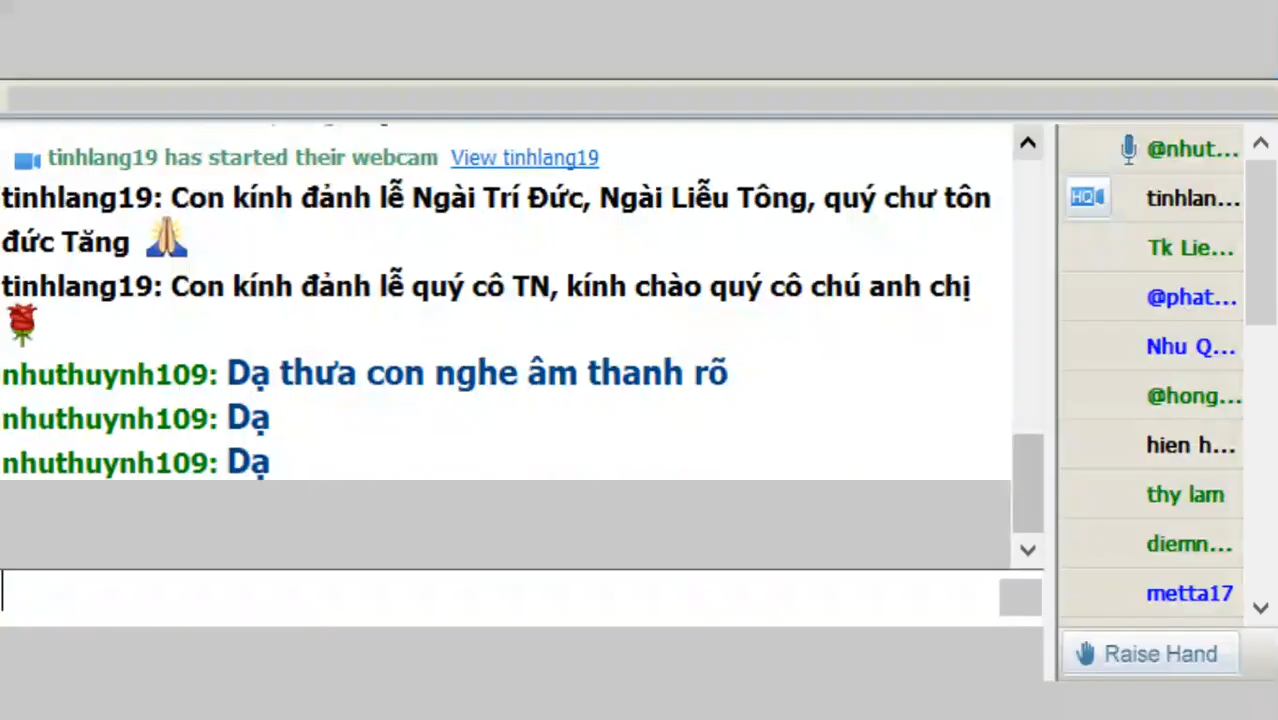 tinhlang19 has started their webcam View tinhlang19
tinhlang19: Con kính đảnh lễ Ngài Trí Đức, Ngài Liễu Tông, quý chư tôn
đức Tăng
tinhlang19: Con kính đảnh lễ quý cô TN, kính chào quý cô chú anh chị
nhuthuynh109: Dạ thưa con nghe âm thanh rõ
nhuthuynh109: Dạ
nhuthuynh109: Dạ
@nhut...
HQ
tinhlan...
Tk Lie...
@phat...
Nhu Q...
@hong...
hien h...
thy lam
diemn...
metta17
Raise Hand